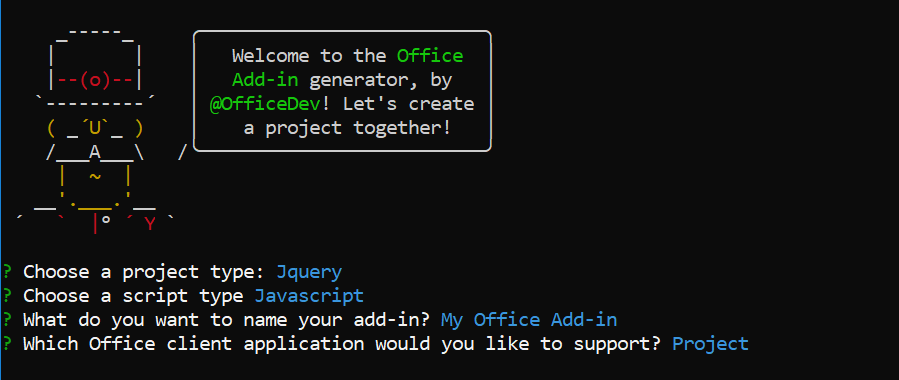 Welcome to the Office
Add-in generator, by
@OfficeDev! Let's create
a project together!
? Choose a project type: Jquery
? Choose a script type Javascript
? What do you want to name your add-in? My Office Add-in
? Which Office client application would you like to support? Project